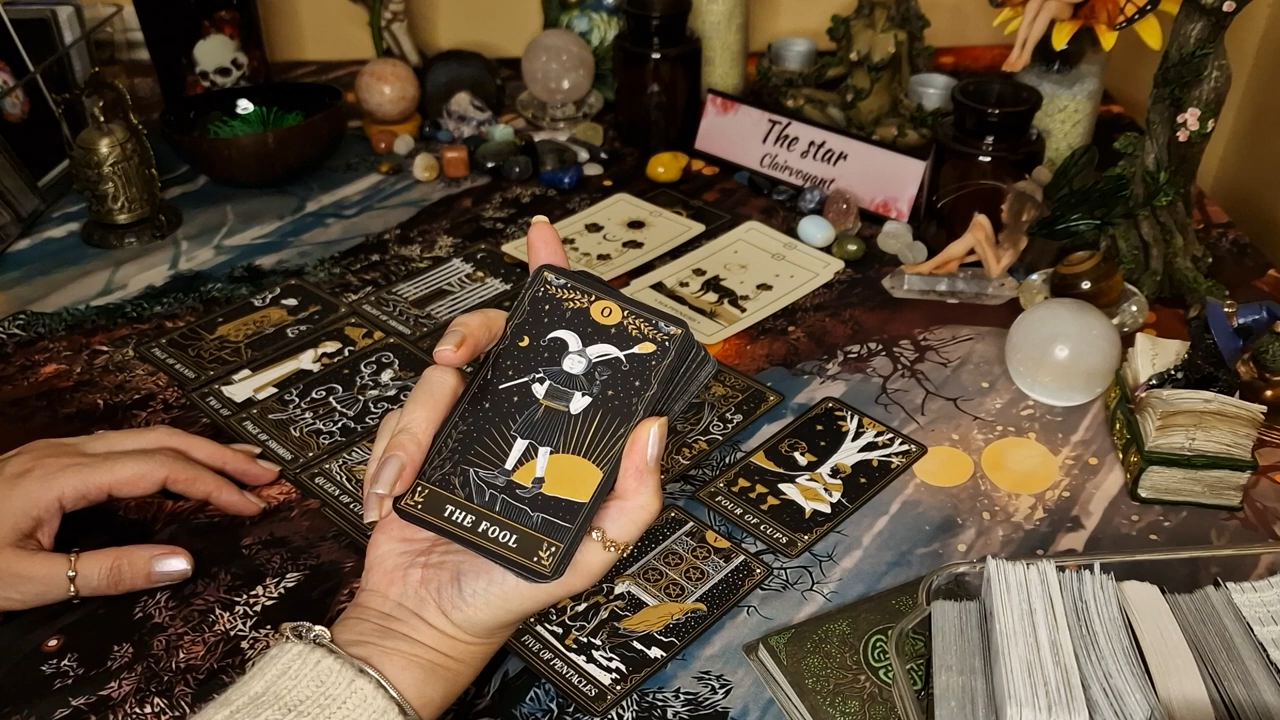 The star
Clairvoyant
0
THE FOOL
FOUR OF CUPS
FIVE OF PENTACLES
PAGE OF WANDS
TWO OF
PAGE OF SWORDS
QUEEN OF